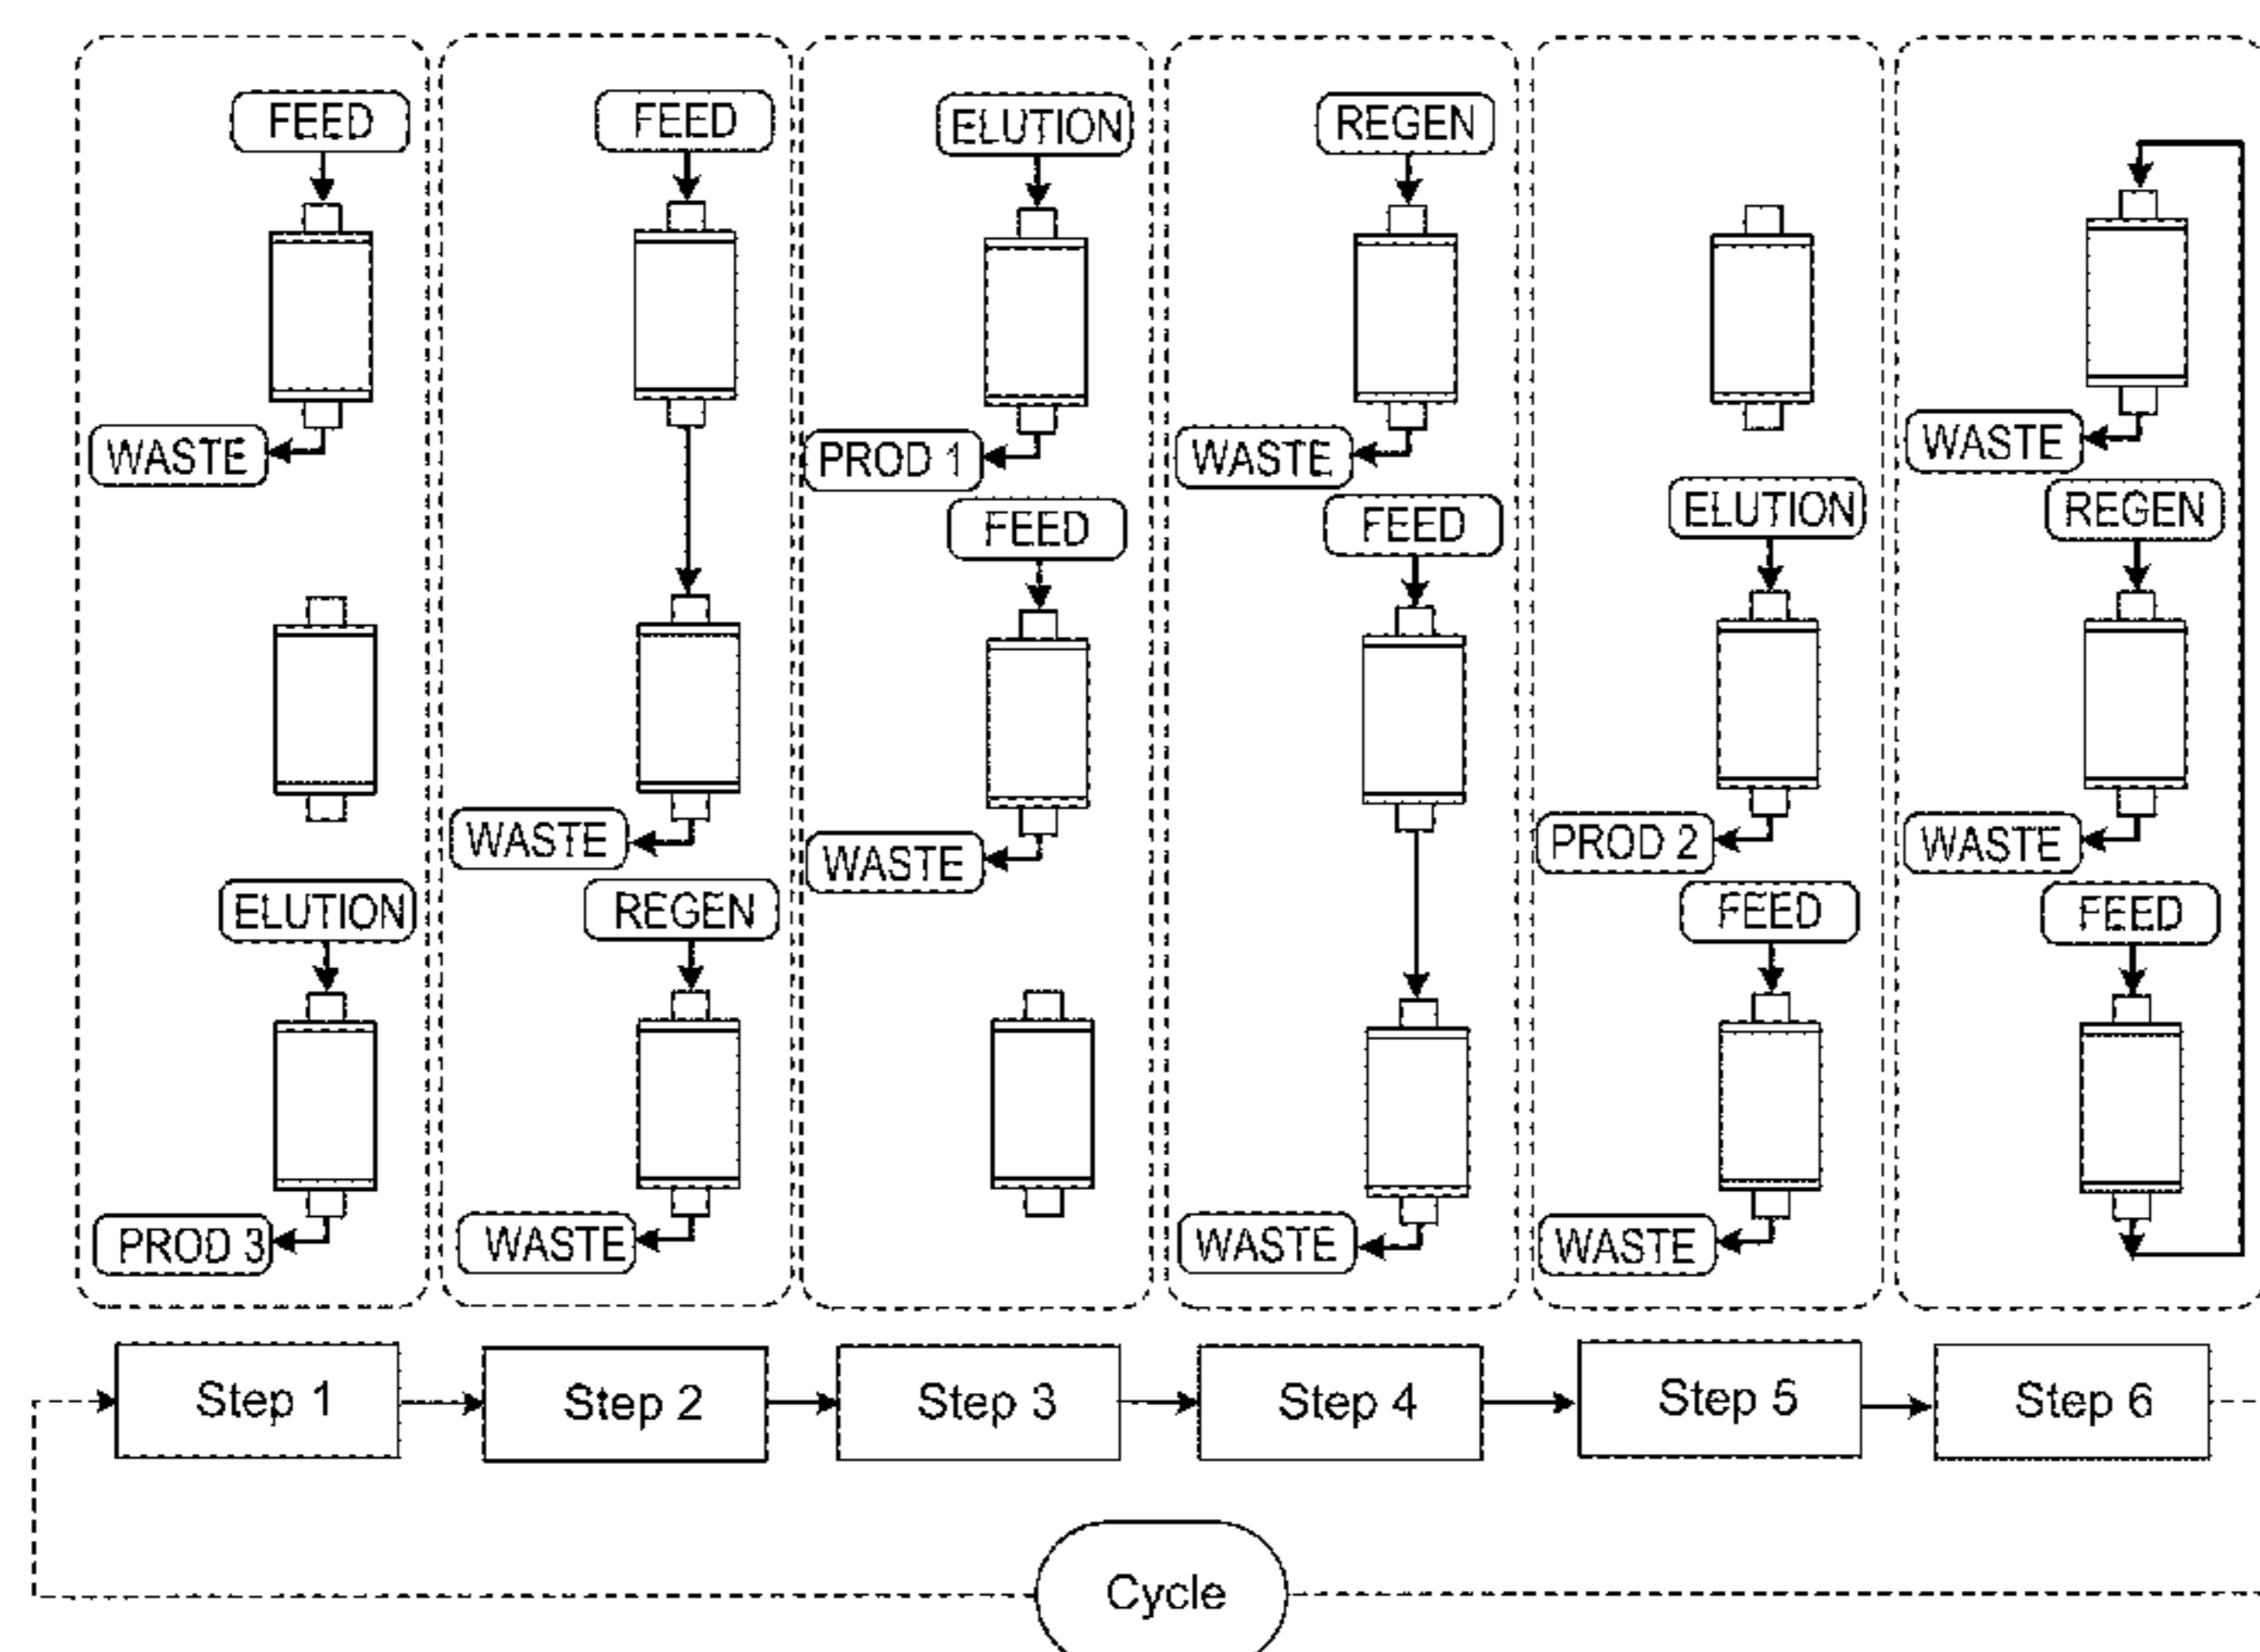 FEED
WASTE
ELUTION
PROD 3
FEED
WASTE
REGEN
WASTE
ELUTION
PROD 1
FEED
WASTE
REGEN
WASTE
FEED
WASTE
ELUTION
PROD 2
FEED
WASTE
WASTE
REGEN
WASTE
FEED
Step 1
Step 2
Step 3
Step 4
Step 5
Step 6
Cycle